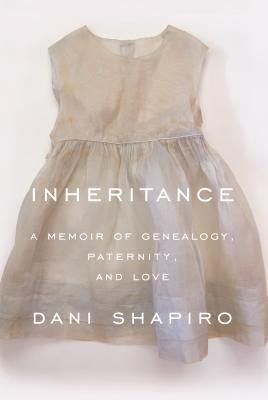 INHERITANCE
A MEMOIR OF GENEALOGY,
PATERNITY,
AND LOVE
DANI SHAPIRO